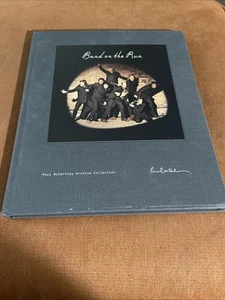 Band on the Run
Paul McCartney Archive Collection